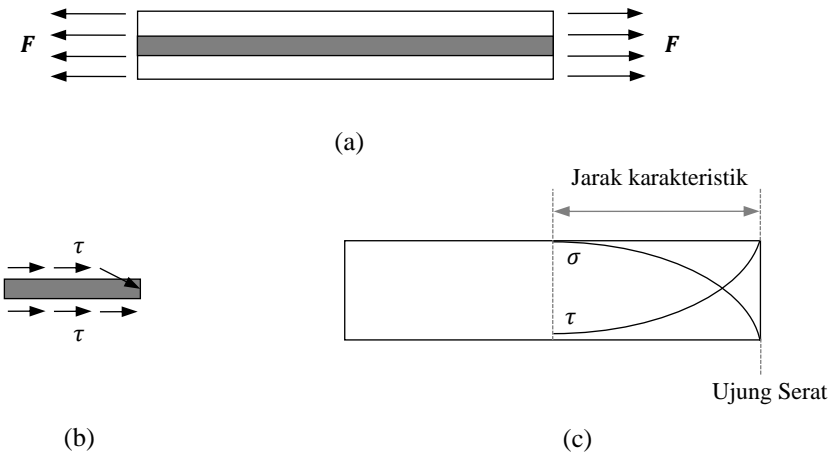 F F
(a)
Jarak karakteristik
τ
σ
τ
τ
Ujung Serat
(b) (c)